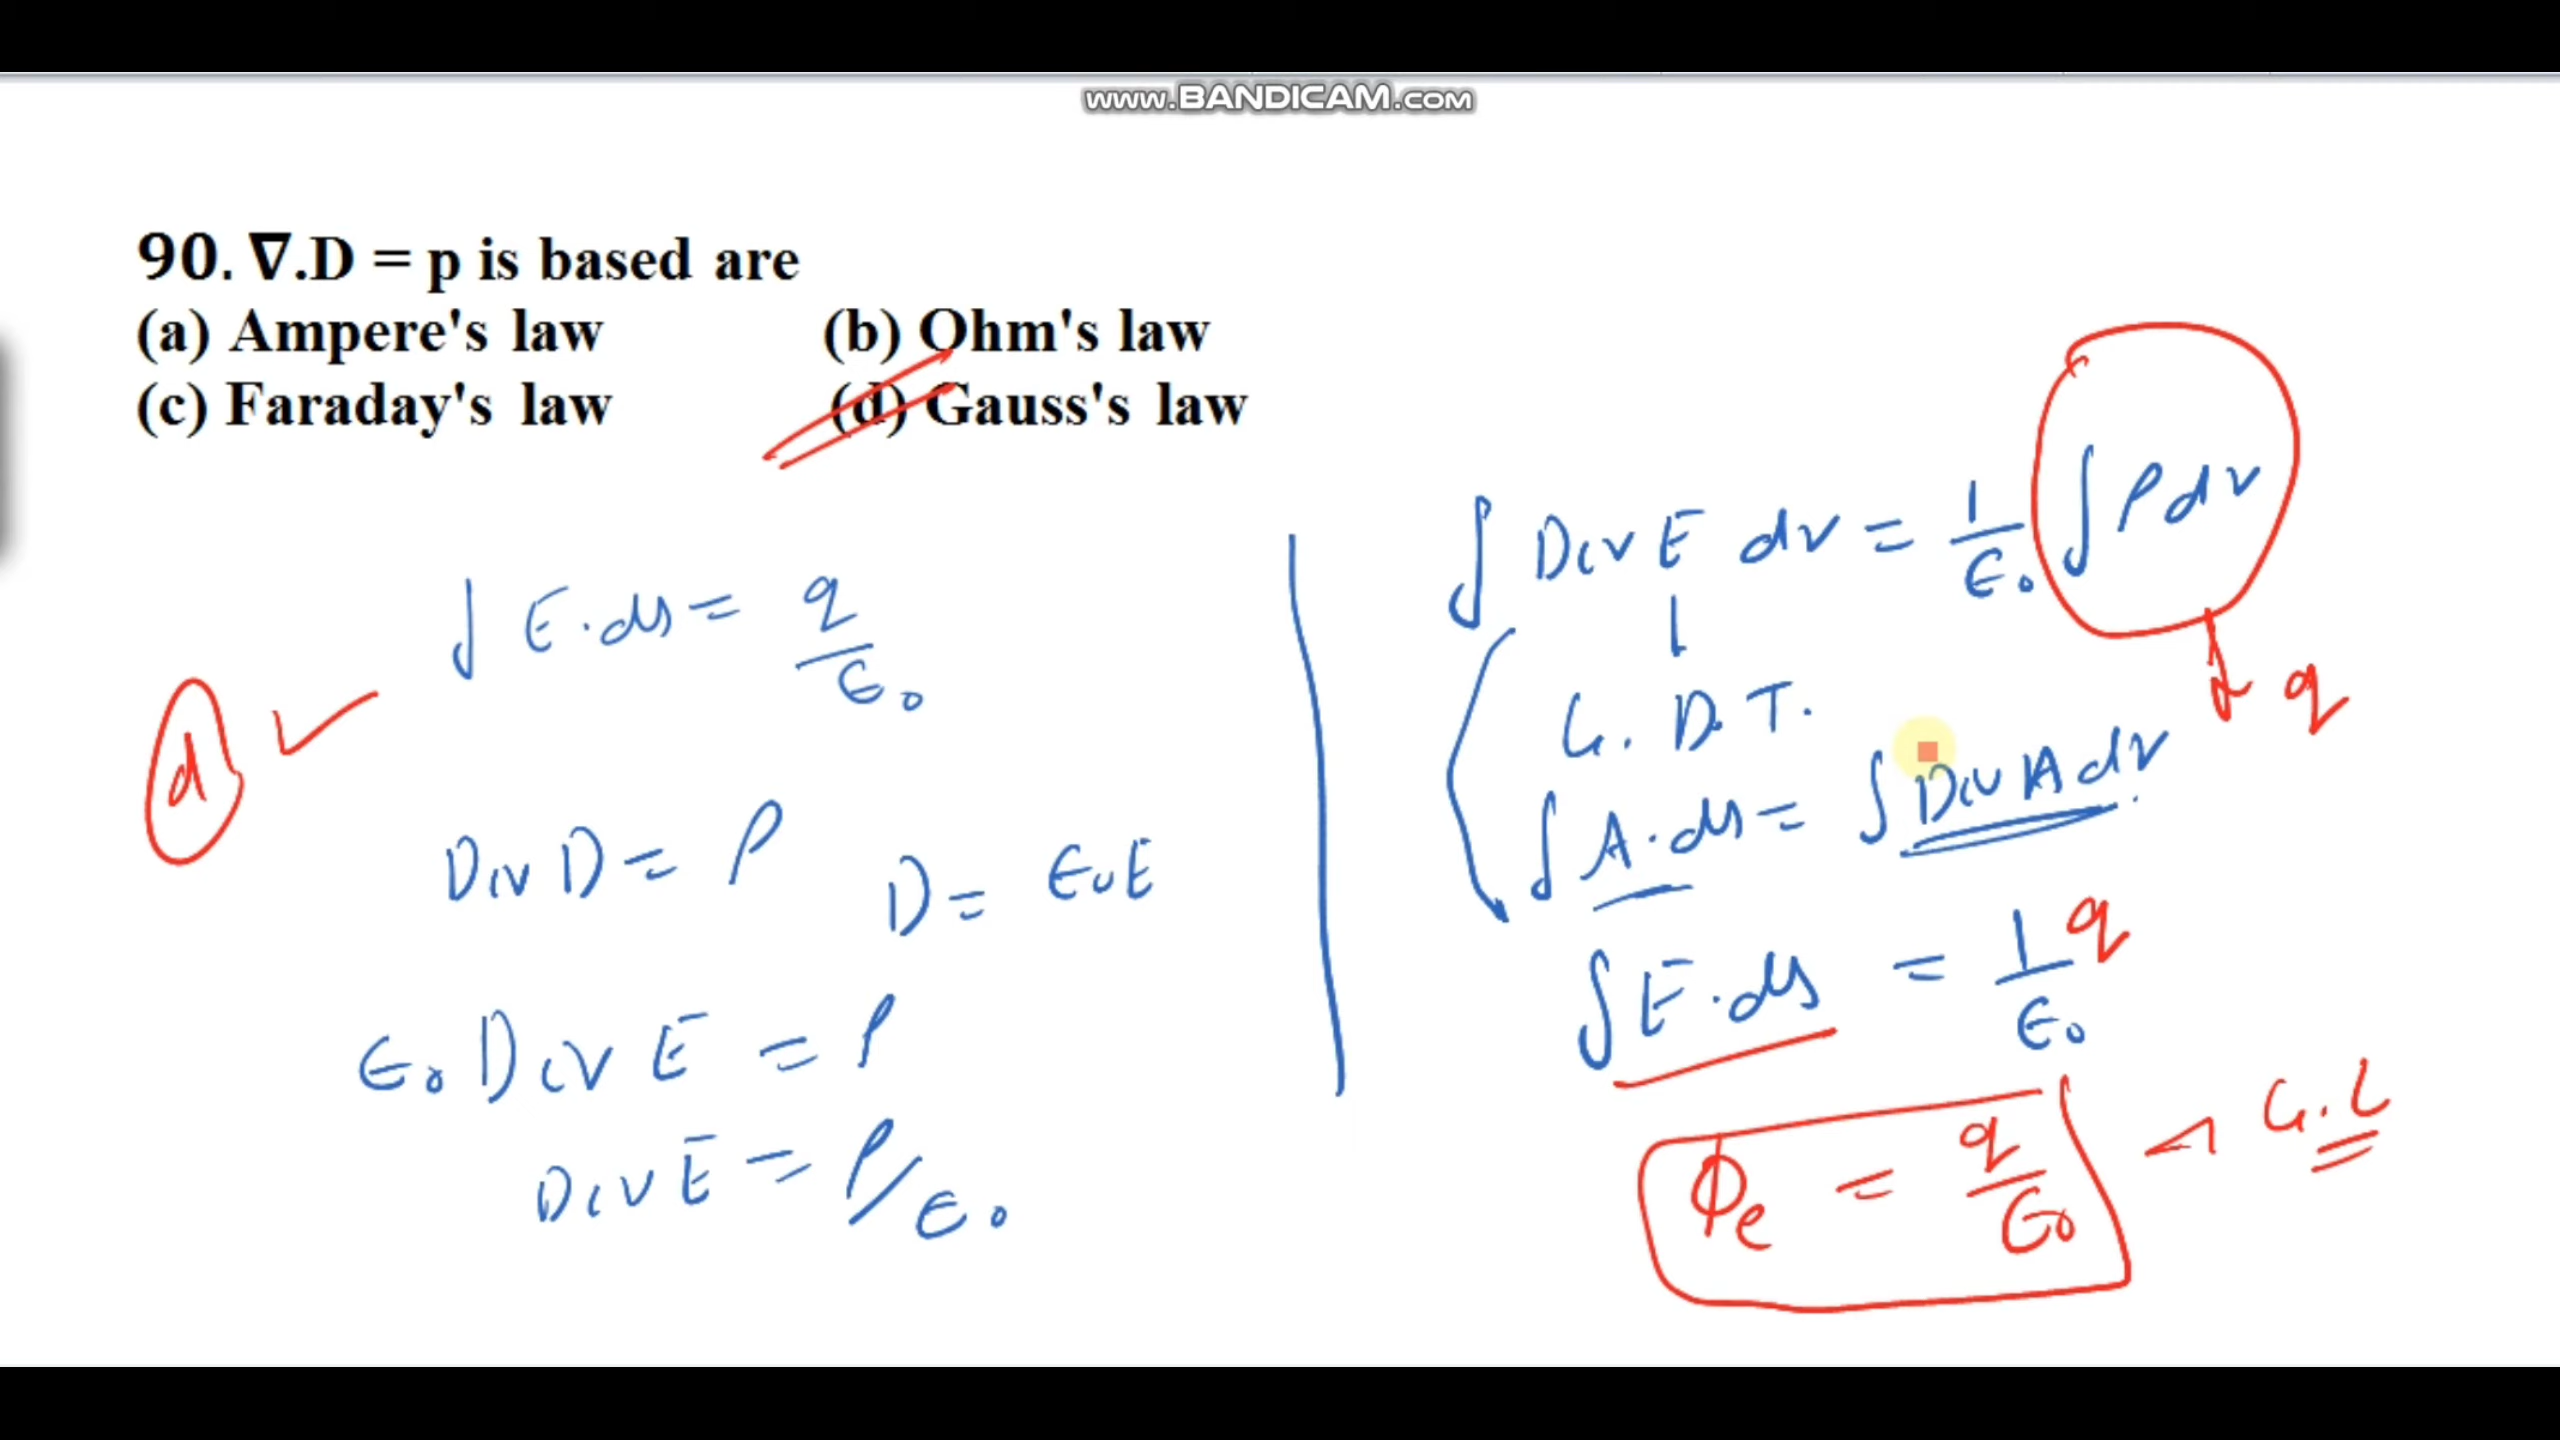 www.BANDICAM.com
90. ∇.D = p is based are
(a) Ampere's law (b) Ohm's law
(c) Faraday's law (d) Gauss's law
∫ E.ds = q/ϵ₀
d ✓
Div D = ρ D = ϵ₀E
ϵ₀ Div E = ρ
Div E = ρ/ϵ₀
∫ Div E dv = 1/ϵ₀ ∫ ρdv
q
G. D. T.
∫ A.ds = ∫ Div A dv.
∫ E.ds = 1/ϵ₀ q
Φe = q/ϵ₀ G.L